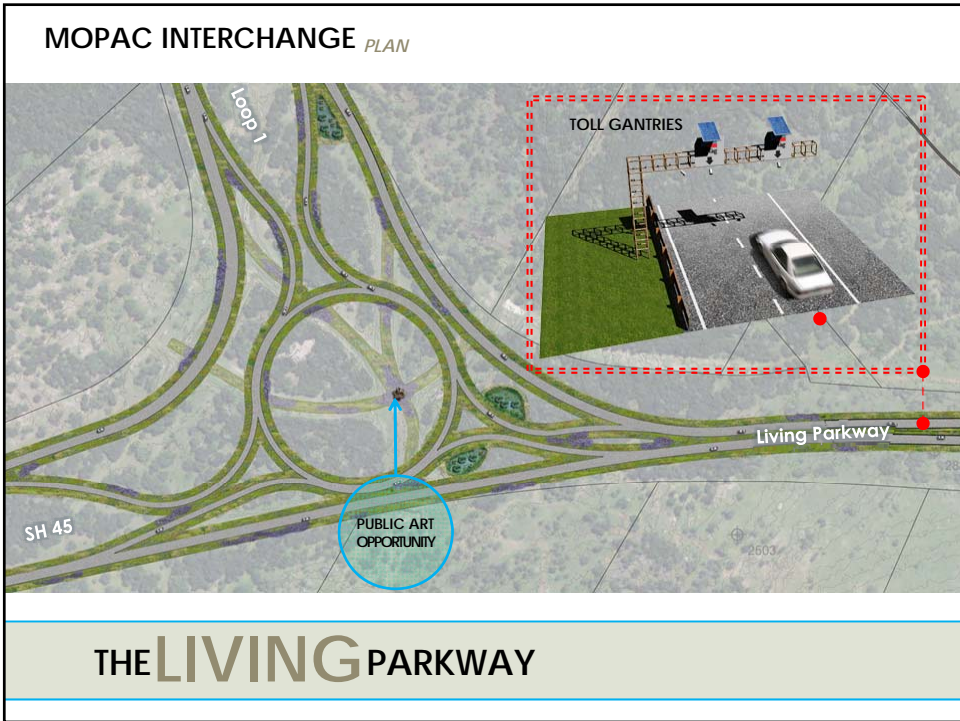 MOPAC INTERCHANGE PLAN
Loop 1
TOLL GANTRIES
Living Parkway
SH 45
PUBLIC ART
OPPORTUNITY
2603
THE LIVING PARKWAY